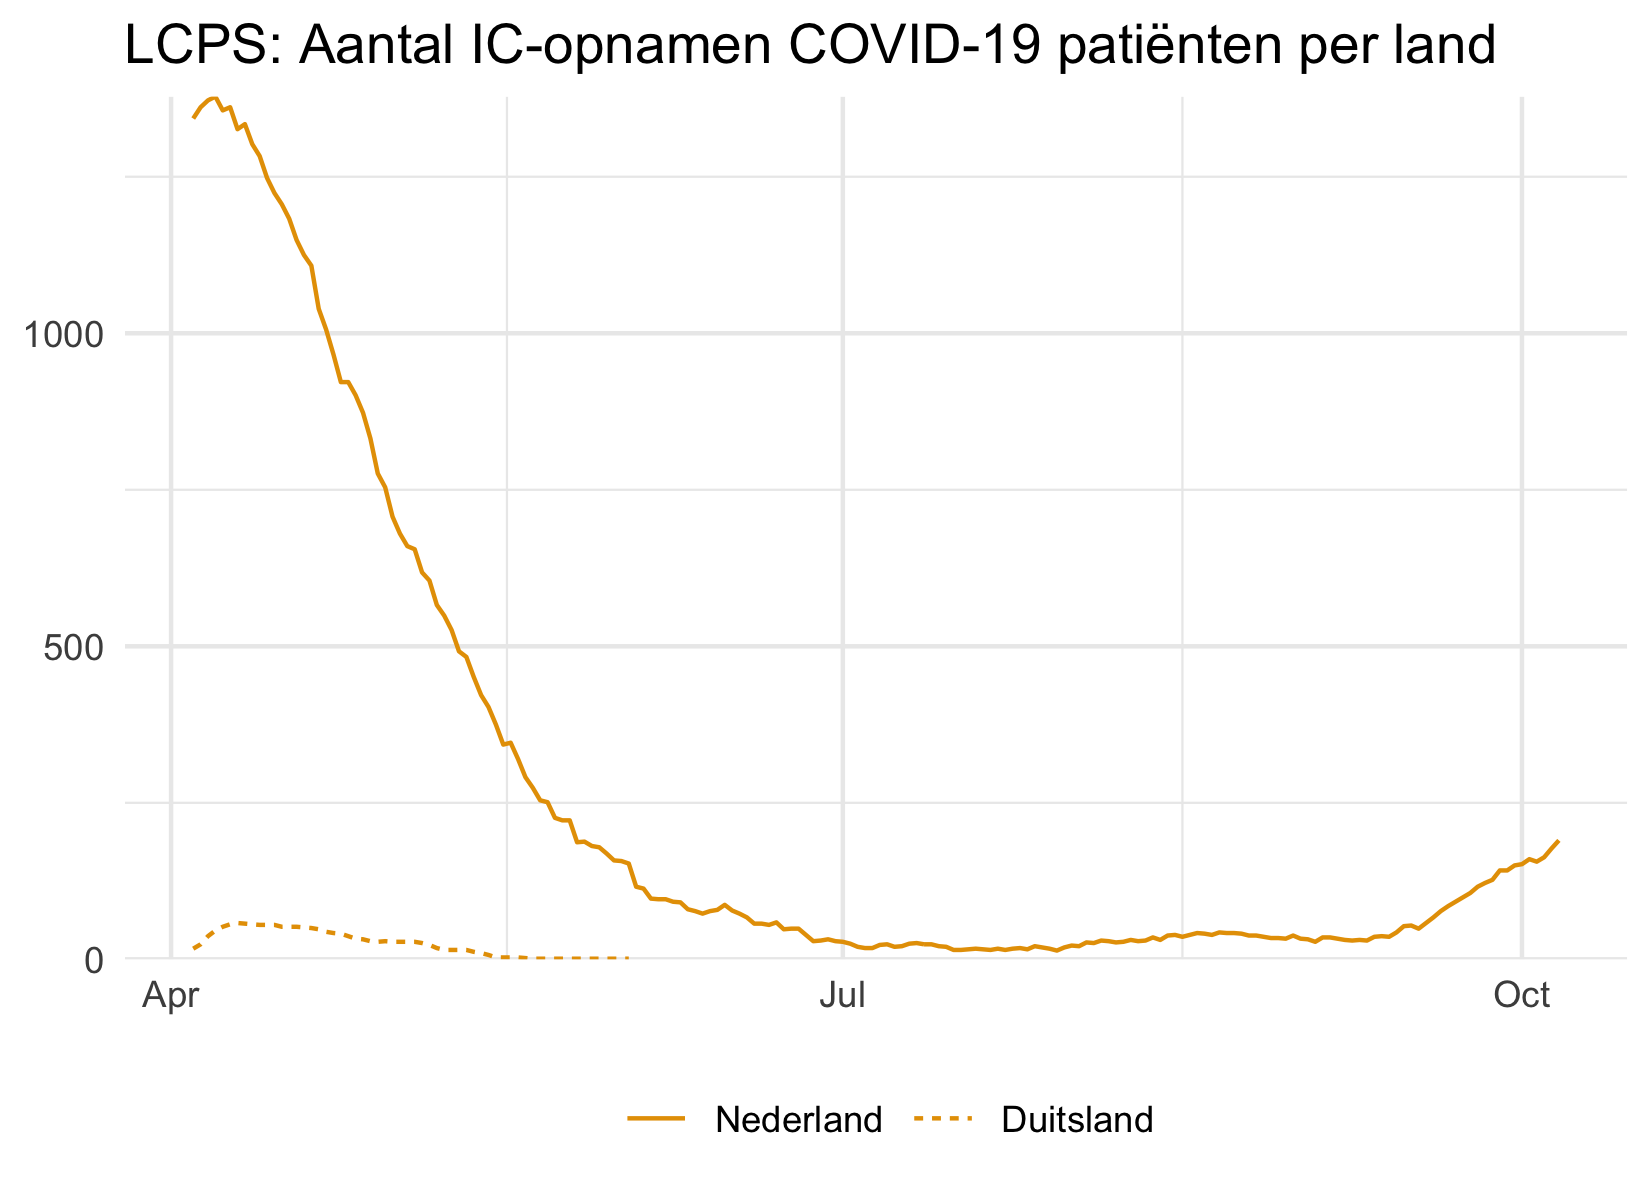 LCPS: Aantal IC-opnamen COVID-19 patiënten per land
1000
500
0
Apr Jul Oct
Nederland Duitsland